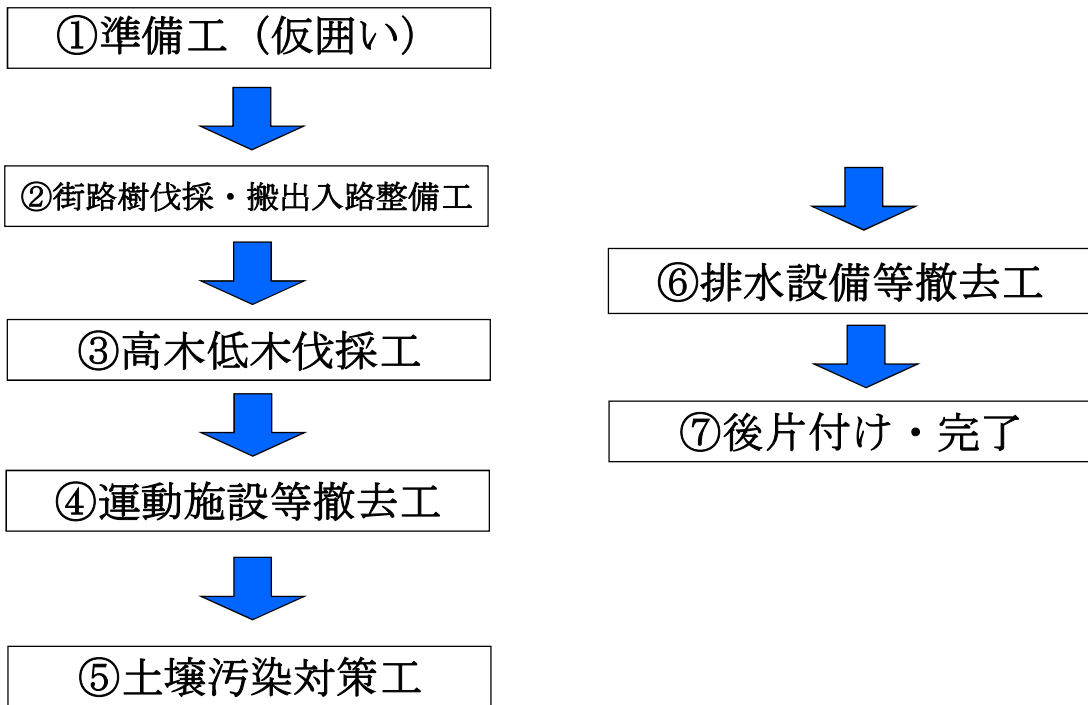 ①準備工（仮囲い）
②街路樹伐採・搬出入路整備工
③高木低木伐採工
④運動施設等撤去工
⑤土壌汚染対策工
⑥排水設備等撤去工
⑦後片付け・完了